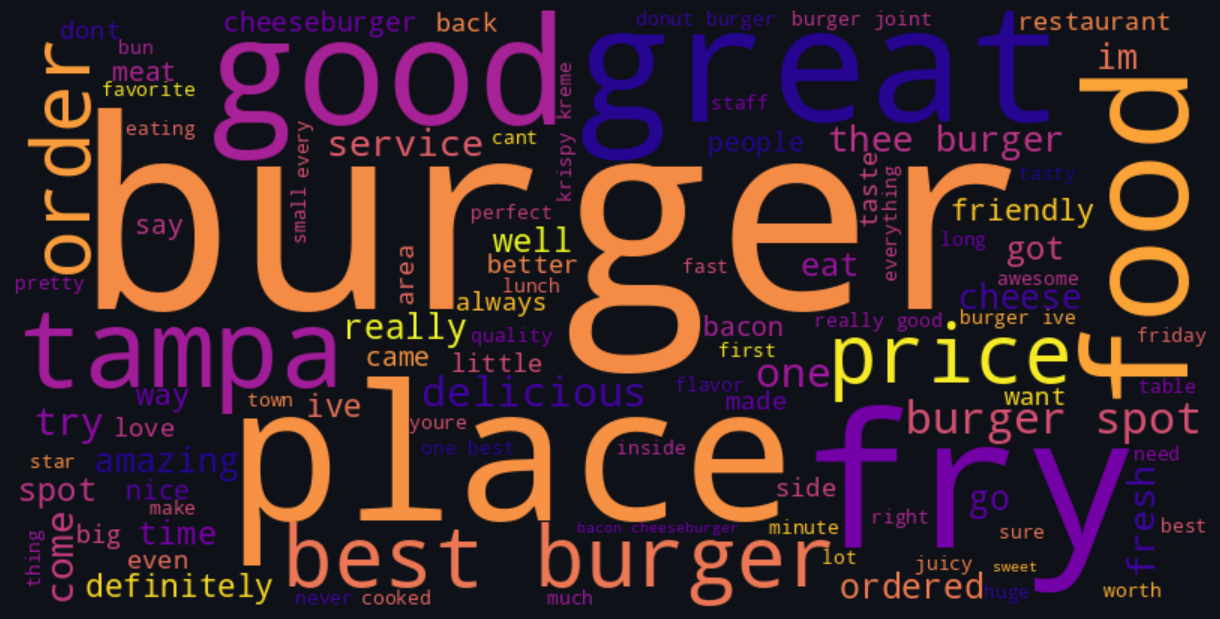 dont
cheeseburger
back
donut burger
burger joint
restaurant
bun
meat
favorite
good
great
im
order
krispy kreme
staff
food
eating
small every
service
cant
people
thee burger
burger
taste
everything
tasty
say
perfect
friendly
well
long
got
area
better
fast
eat
awesome
pretty
lunch
always
cheese
tampa
really
quality
bacon
really good
burger ive
first
price
friday
came
little
one
way
town
ive
delicious
flavor
made
want
table
try
love
place
youre
one best
inside
fry
burger spot
star
amazing
need
spot
nice
side
go
fresh
make
come
big
time
bacon cheeseburger
minute
right
sure
best
thing
even
best burger
lot
juicy
sweet
definitely
ordered
huge
worth
never
cooked
much